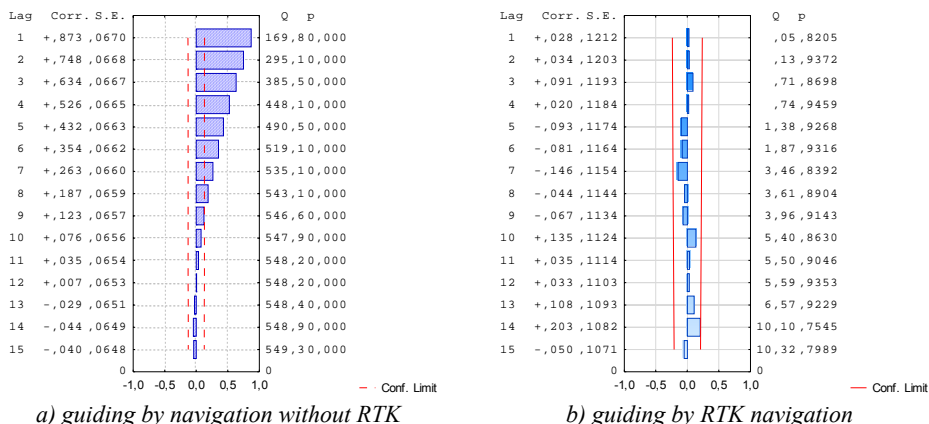 Lag Corr. S.E. Q p
1 +,873 ,0670 169,8 0,000
2 +,748 ,0668 295,1 0,000
3 +,634 ,0667 385,5 0,000
4 +,526 ,0665 448,1 0,000
5 +,432 ,0663 490,5 0,000
6 +,354 ,0662 519,1 0,000
7 +,263 ,0660 535,1 0,000
8 +,187 ,0659 543,1 0,000
9 +,123 ,0657 546,6 0,000
10 +,076 ,0656 547,9 0,000
11 +,035 ,0654 548,2 0,000
12 +,007 ,0653 548,2 0,000
13 -,029 ,0651 548,4 0,000
14 -,044 ,0649 548,9 0,000
15 -,040 ,0648 549,3 0,000
0 0
-1,0 -0,5 0,0 0,5 1,0
Conf. Limit
a) guiding by navigation without RTK
Lag Corr. S.E. Q p
1 +,028 ,1212 ,05 ,8205
2 +,034 ,1203 ,13 ,9372
3 +,091 ,1193 ,71 ,8698
4 +,020 ,1184 ,74 ,9459
5 -,093 ,1174 1,38 ,9268
6 -,081 ,1164 1,87 ,9316
7 -,146 ,1154 3,46 ,8392
8 -,044 ,1144 3,61 ,8904
9 -,067 ,1134 3,96 ,9143
10 +,135 ,1124 5,40 ,8630
11 +,035 ,1114 5,50 ,9046
12 +,033 ,1103 5,59 ,9353
13 +,108 ,1093 6,57 ,9229
14 +,203 ,1082 10,10 ,7545
15 -,050 ,1071 10,32 ,7989
0 0
-1,0 -0,5 0,0 0,5 1,0
Conf. Limit
b) guiding by RTK navigation